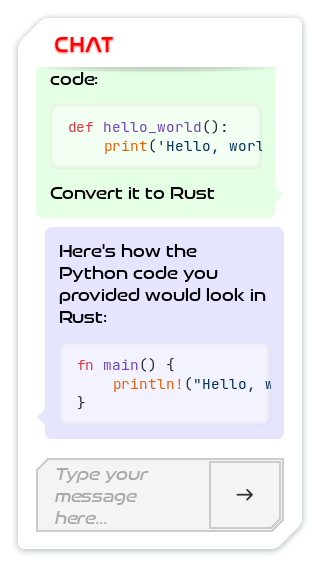 CHAT
code:
def hello_world():
    print('Hello, worl
Convert it to Rust
Here's how the
Python code you
provided would look in
Rust:
fn main() {
    println!("Hello, w
}
Type your
message
here...